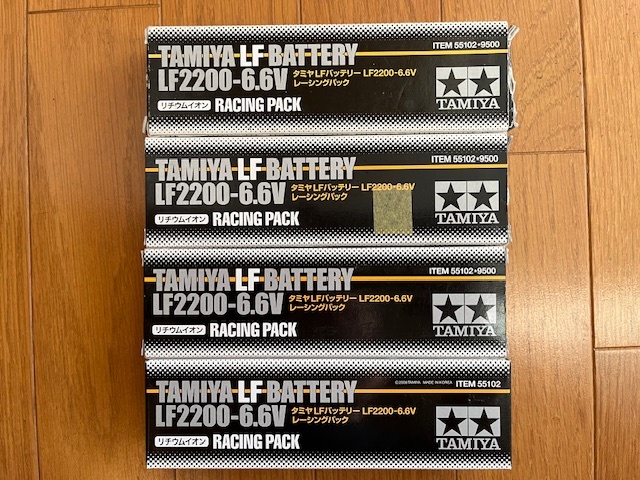 TAMIYA LF BATTERY ITEM 55102•9500
LF2200-6.6V タミヤ LFバッテリー LF2200-6.6V
レーシングパック
リチウムイオン RACING PACK
TAMIYA
TAMIYA LF BATTERY ITEM 55102•9500
LF2200-6.6V タミヤ LFバッテリー LF2200-6.6V
レーシングパック
リチウムイオン RACING PACK
TAMIYA
TAMIYA LF BATTERY ITEM 55102•9500
LF2200-6.6V タミヤ LFバッテリー LF2200-6.6V
レーシングパック
リチウムイオン RACING PACK
TAMIYA
TAMIYA LF BATTERY MADE IN KOREA ITEM 55102
LF2200-6.6V タミヤ LFバッテリー LF2200-6.6V
レーシングパック
リチウムイオン RACING PACK
TAMIYA